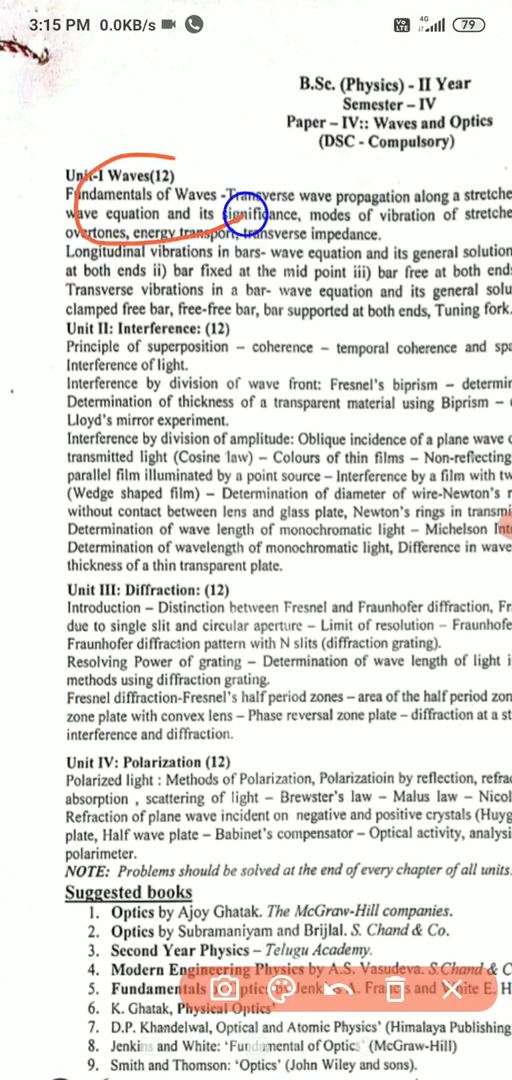 3:15 PM 0.0KB/s
Vo LTE 4G 79
B.Sc. (Physics) - II Year
Semester – IV
Paper – IV:: Waves and Optics
(DSC - Compulsory)
Unit-I Waves(12)
Fundamentals of Waves -Transverse wave propagation along a stretche
wave equation and its significance, modes of vibration of stretche
overtones, energy transport, transverse impedance.
Longitudinal vibrations in bars- wave equation and its general solution
at both ends ii) bar fixed at the mid point iii) bar free at both end
Transverse vibrations in a bar- wave equation and its general solu
clamped free bar, free-free bar, bar supported at both ends, Tuning fork.
Unit II: Interference: (12)
Principle of superposition – coherence – temporal coherence and spa
Interference of light.
Interference by division of wave front: Fresnel's biprism – determin
Determination of thickness of a transparent material using Biprism –
Lloyd's mirror experiment.
Interference by division of amplitude: Oblique incidence of a plane wave
transmitted light (Cosine law) – Colours of thin films – Non-reflecting
parallel film illuminated by a point source – Interference by a film with tw
(Wedge shaped film) – Determination of diameter of wire-Newton's r
without contact between lens and glass plate, Newton's rings in transmi
Determination of wave length of monochromatic light – Michelson Int
Determination of wavelength of monochromatic light, Difference in wave
thickness of a thin transparent plate.
Unit III: Diffraction: (12)
Introduction – Distinction between Fresnel and Fraunhofer diffraction, Fr
due to single slit and circular aperture – Limit of resolution – Fraunhofe
Fraunhofer diffraction pattern with N slits (diffraction grating).
Resolving Power of grating – Determination of wave length of light i
methods using diffraction grating.
Fresnel diffraction-Fresnel's half period zones – area of the half period zon
zone plate with convex lens – Phase reversal zone plate – diffraction at a st
interference and diffraction.
Unit IV: Polarization (12)
Polarized light : Methods of Polarization, Polarizatioin by reflection, refra
absorption , scattering of light – Brewster's law – Malus law – Nicol
Refraction of plane wave incident on negative and positive crystals (Huyg
plate, Half wave plate – Babinet's compensator – Optical activity, analysi
polarimeter.
NOTE: Problems should be solved at the end of every chapter of all units.
Suggested books
1. Optics by Ajoy Ghatak. The McGraw-Hill companies.
2. Optics by Subramaniyam and Brijlal. S. Chand & Co.
3. Second Year Physics – Telugu Academy.
4. Modern Engineering Physics by A.S. Vasudeva. S.Chand & C
5. Fundamentals Optics by Jenkins A. Francis and White E. H
6. K. Ghatak, Physical Optics'
7. D.P. Khandelwal, Optical and Atomic Physics' (Himalaya Publishing
8. Jenkins and White: 'Fundamental of Optics' (McGraw-Hill)
9. Smith and Thomson: 'Optics' (John Wiley and sons).